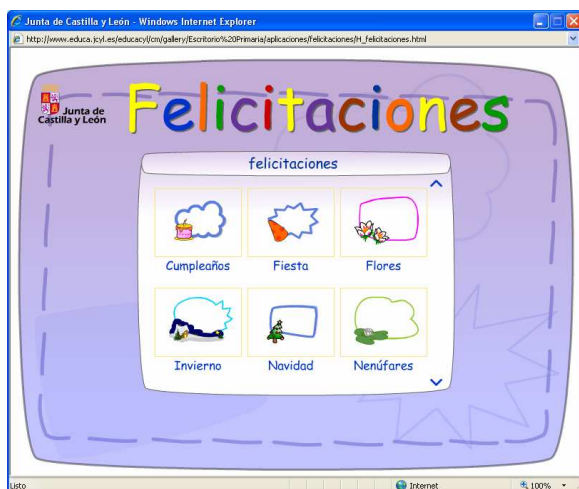 Junta de Castilla y León - Windows Internet Explorer
http://www.educa.jcyl.es/educacyl/cm/gallery/Escritorio%20Primaria/aplicaciones/felicitaciones/H_felicitaciones.html
Junta de
Castilla y León
Felicitaciones
felicitaciones
Cumpleaños Fiesta Flores
Invierno Navidad Nenúfares
Listo Internet 100%